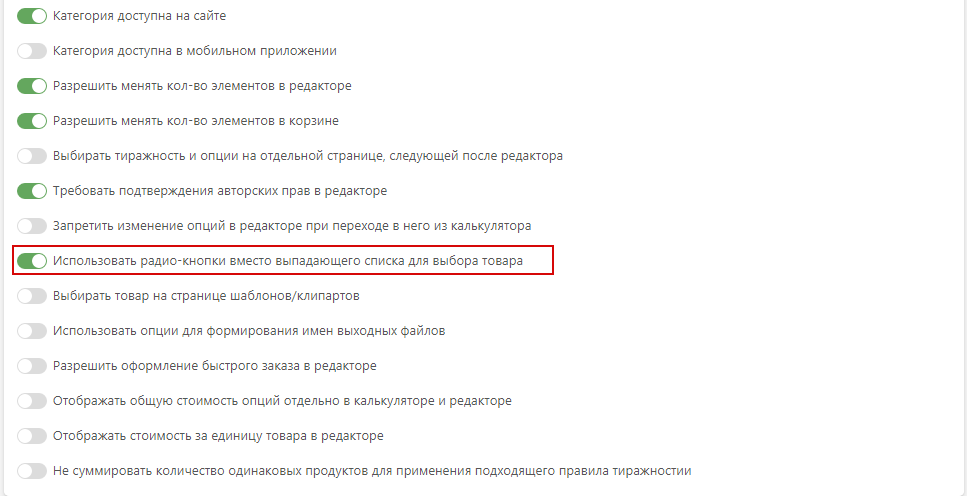 Категория доступна на сайте
Категория доступна в мобильном приложении
Разрешить менять кол-во элементов в редакторе
Разрешить менять кол-во элементов в корзине
Выбирать тиражность и опции на отдельной странице, следующей после редактора
Требовать подтверждения авторских прав в редакторе
Запретить изменение опций в редакторе при переходе в него из калькулятора
Использовать радио-кнопки вместо выпадающего списка для выбора товара
Выбирать товар на странице шаблонов/клипартов
Использовать опции для формирования имен выходных файлов
Разрешить оформление быстрого заказа в редакторе
Отображать общую стоимость опций отдельно в калькуляторе и редакторе
Отображать стоимость за единицу товара в редакторе
Не суммировать количество одинаковых продуктов для применения подходящего правила тиражностии